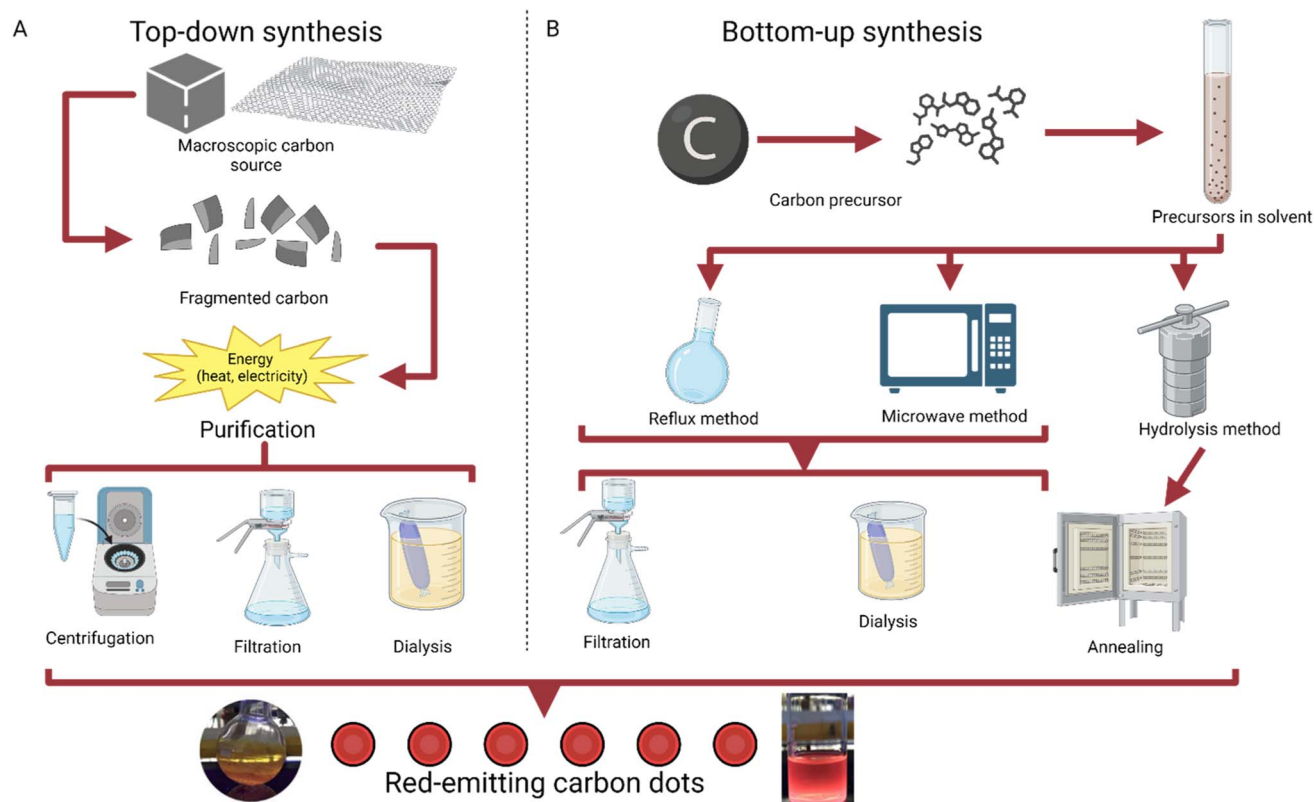 A
Top-down synthesis
Macroscopic carbon
source
Fragmented carbon
Energy
(heat, electricity)
Purification
Centrifugation
Filtration
Dialysis
B
Bottom-up synthesis
C
Carbon precursor
Precursors in solvent
Reflux method
Microwave method
Hydrolysis method
Filtration
Dialysis
Annealing
Red-emitting carbon dots